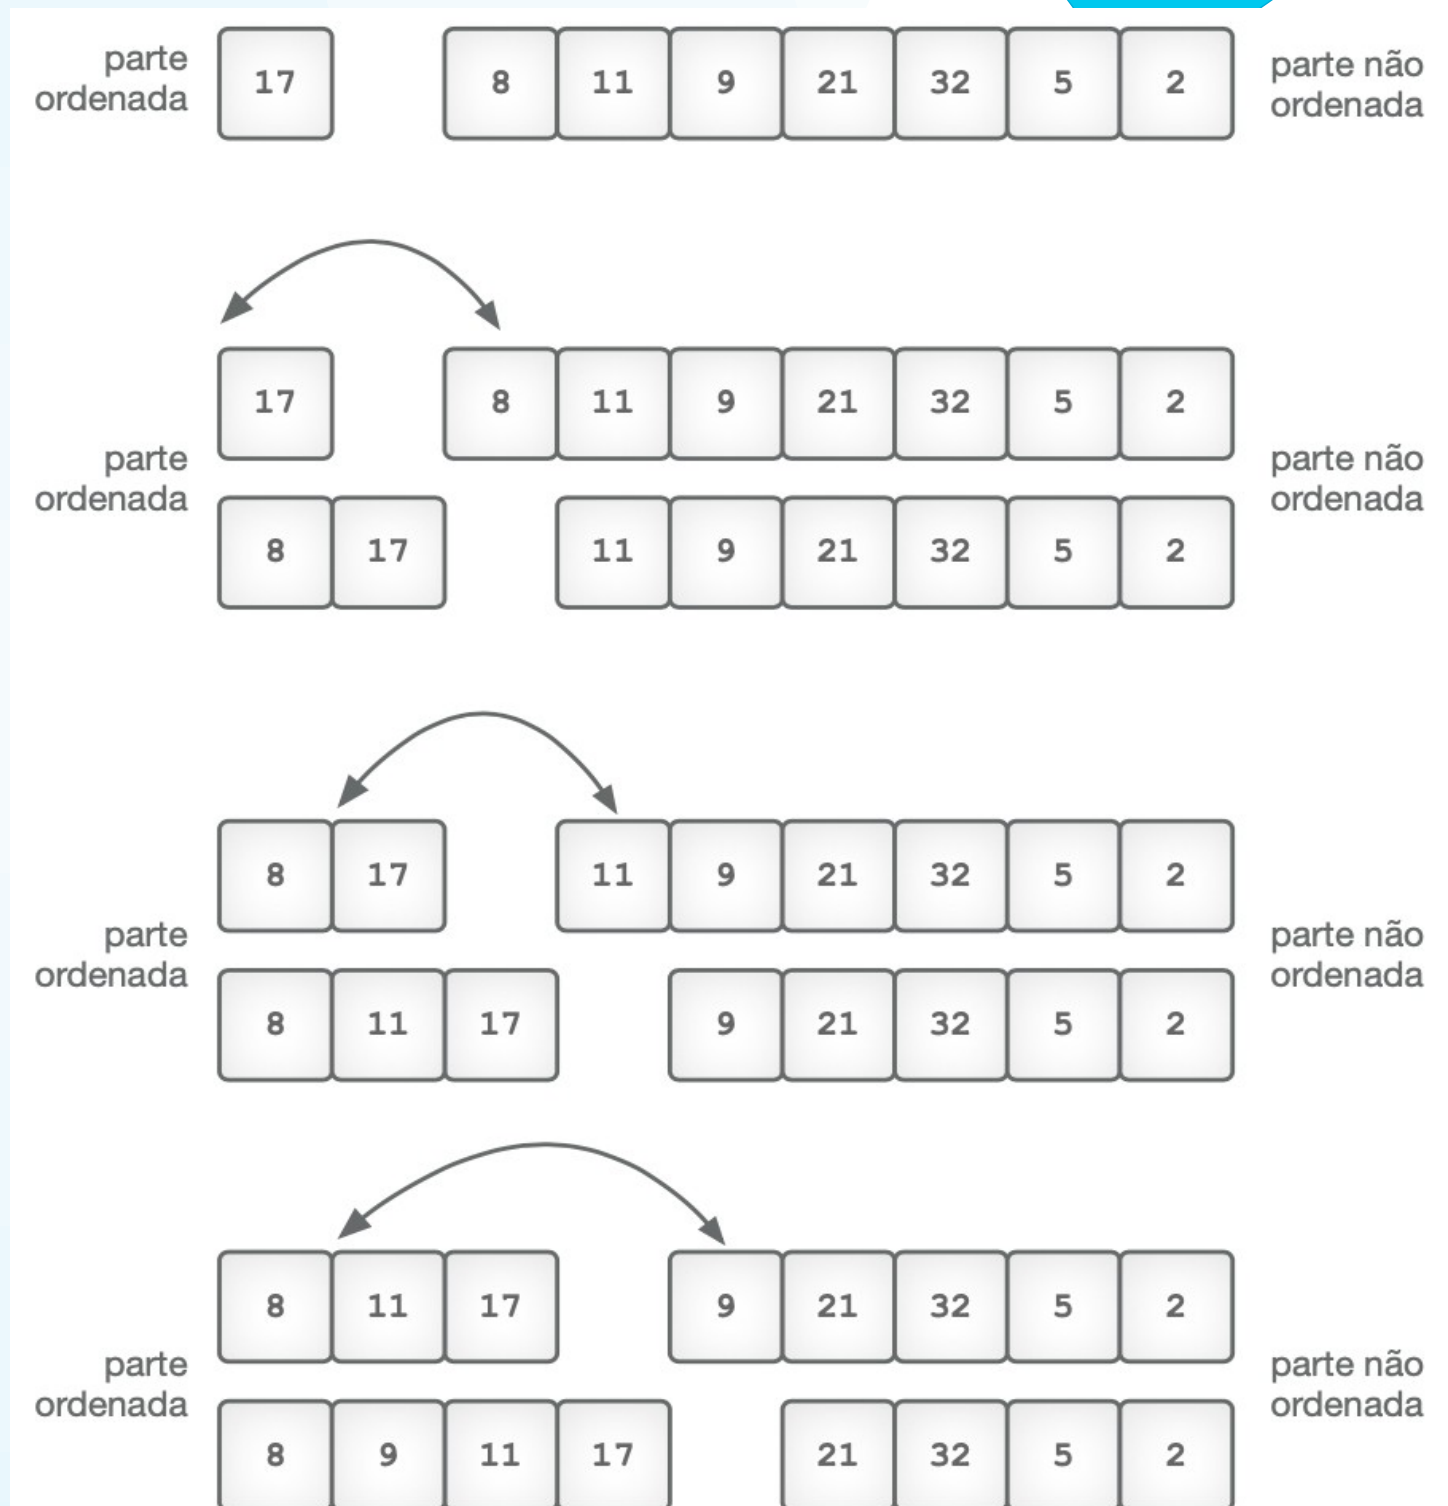 parte
ordenada
17 8 11 9 21 32 5 2
parte não
ordenada
17 8 11 9 21 32 5 2
parte
ordenada
parte não
ordenada
8 17 11 9 21 32 5 2
8 17 11 9 21 32 5 2
parte
ordenada
parte não
ordenada
8 11 17 9 21 32 5 2
8 11 17 9 21 32 5 2
parte
ordenada
parte não
ordenada
8 9 11 17 21 32 5 2